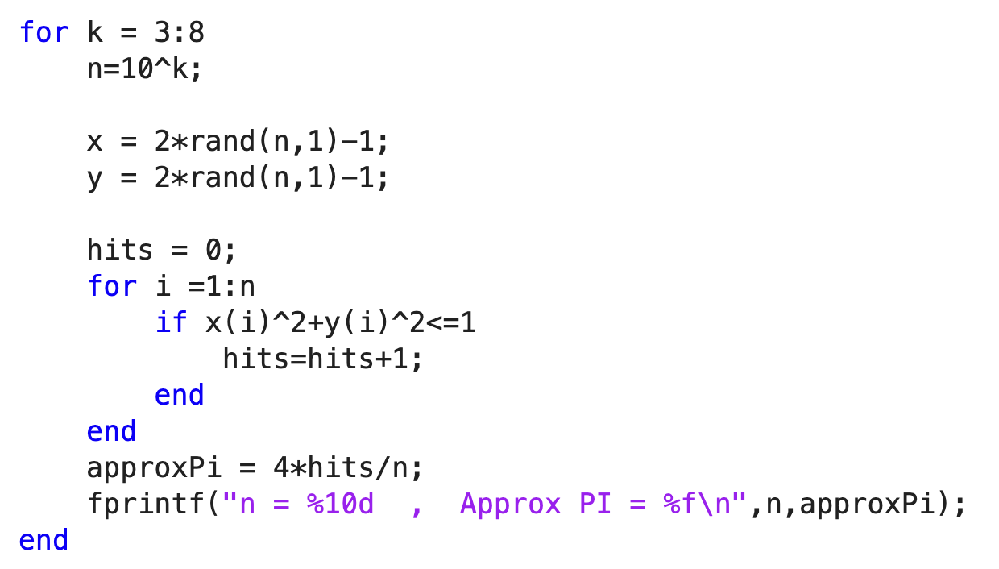 for k = 3:8
    n=10^k;

    x = 2*rand(n,1)-1;
    y = 2*rand(n,1)-1;

    hits = 0;
    for i =1:n
        if x(i)^2+y(i)^2<=1
            hits=hits+1;
        end
    end
    approxPi = 4*hits/n;
    fprintf("n = %10d  ,  Approx PI = %f\n",n,approxPi);
end